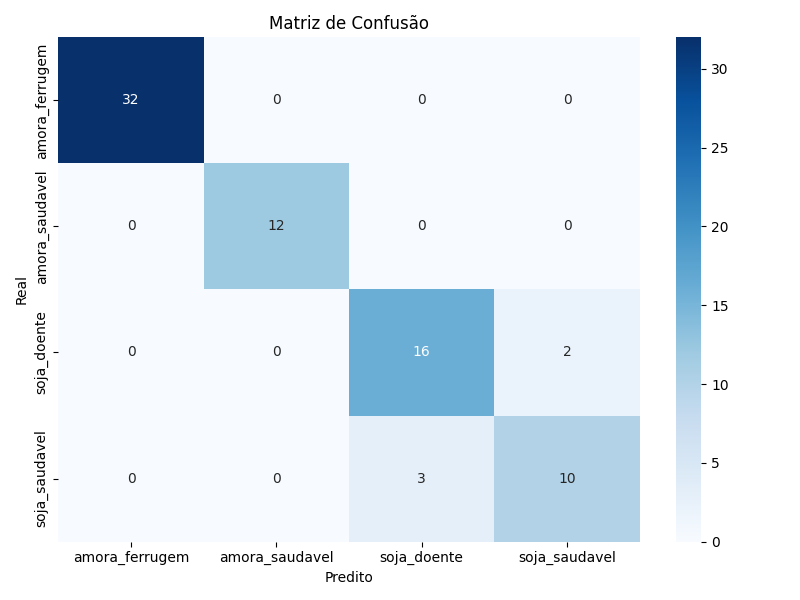 Matriz de Confusão
amora_ferrugem
32 0 0 0
amora_saudavel
0 12 0 0
soja_doente
0 0 16 2
soja_saudavel
0 0 3 10
Real
amora_ferrugem amora_saudavel soja_doente soja_saudavel
Predito
30
25
20
15
10
5
0